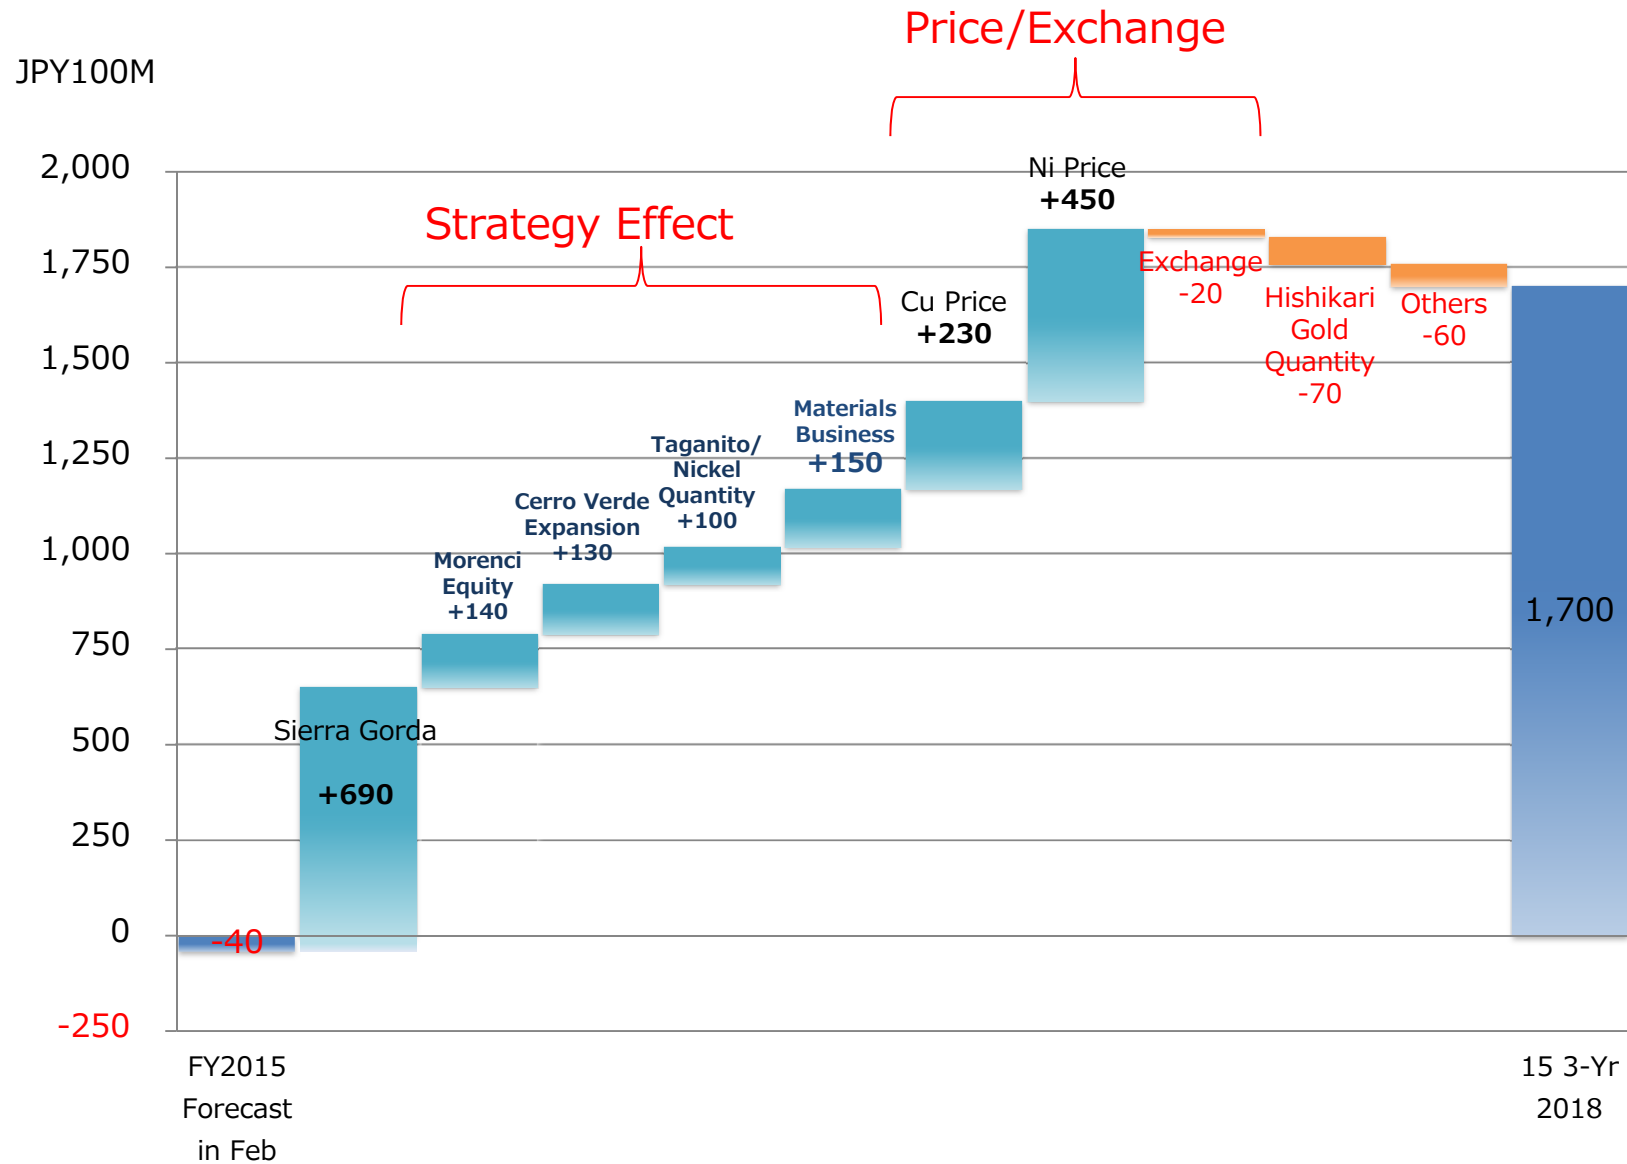 Price/Exchange
JPY100M
2,000
1,750
1,500
1,250
1,000
750
500
250
0
-250
Strategy Effect
-40
Sierra Gorda
+690
Morenci
Equity
+140
Cerro Verde
Expansion
+130
Taganito/
Nickel
Quantity
+100
Materials
Business
+150
Cu Price
+230
Ni Price
+450
Exchange
-20
Hishikari
Gold
Quantity
-70
Others
-60
1,700
FY2015
Forecast
in Feb
15 3-Yr
2018